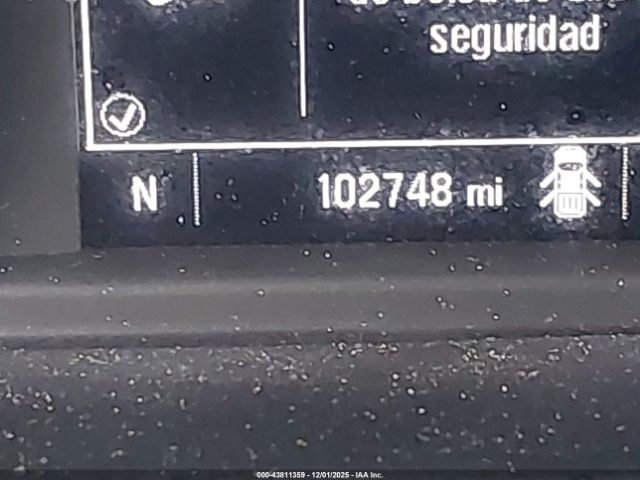 seguridad
N 102748 mi
000-43811359 - 12/01/2025 - IAA Inc.